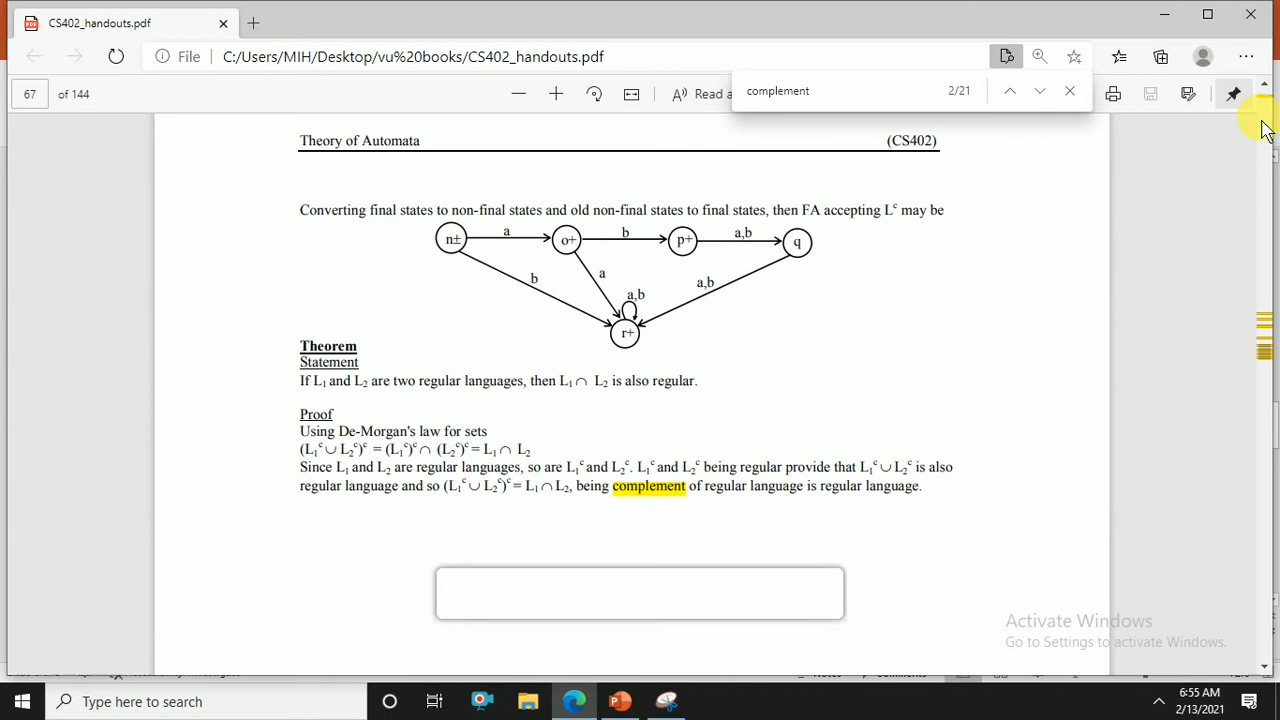 CS402_handouts.pdf
File | C:/Users/MIH/Desktop/vu%20books/CS402_handouts.pdf
67 of 144
Read a
complement 2/21
Theory of Automata (CS402)
Converting final states to non-final states and old non-final states to final states, then FA accepting Lᶜ may be
n± a o+ b p+ a,b q
b a a,b a,b
r+
Theorem
Statement
If L₁ and L₂ are two regular languages, then L₁∩ L₂ is also regular.
Proof
Using De-Morgan's law for sets
(L₁ᶜ∪ L₂ᶜ)ᶜ = (L₁ᶜ)ᶜ∩ (L₂ᶜ)ᶜ = L₁∩ L₂
Since L₁ and L₂ are regular languages, so are L₁ᶜ and L₂ᶜ. L₁ᶜ and L₂ᶜ being regular provide that L₁ᶜ∪ L₂ᶜ is also
regular language and so (L₁ᶜ∪ L₂ᶜ)ᶜ = L₁∩ L₂, being complement of regular language is regular language.
Activate Windows
Go to Settings to activate Windows.
Type here to search
6:55 AM
2/13/2021